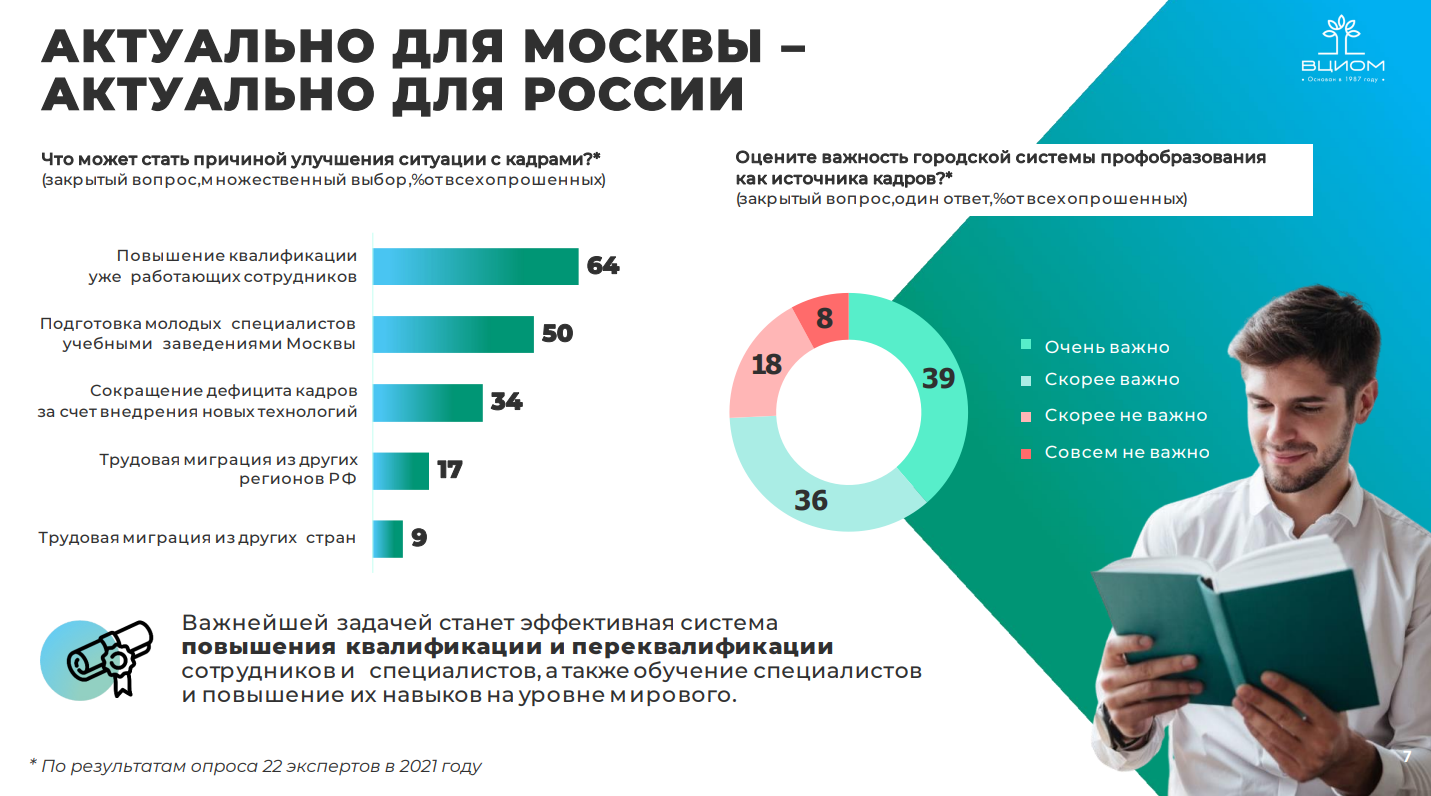 АКТУАЛЬНО ДЛЯ МОСКВЫ –
АКТУАЛЬНО ДЛЯ РОССИИ
ВЦИОМ
• Основан в 1987 году •
Что может стать причиной улучшения ситуации с кадрами?*
(закрытый вопрос,множественный выбор,%от всех опрошенных)
Повышение квалификации
уже работающих сотрудников
64
Подготовка молодых специалистов
учебными заведениями Москвы
50
Сокращение дефицита кадров
за счет внедрения новых технологий
34
Трудовая миграция из других
регионов РФ
17
Трудовая миграция из других стран
9
Оцените важность городской системы профобразования
как источника кадров?*
(закрытый вопрос,один ответ,%от всех опрошенных)
8
18
39
36
Очень важно
Скорее важно
Скорее не важно
Совсем не важно
Важнейшей задачей станет эффективная система
повышения квалификации и переквалификации
сотрудников и специалистов, а также обучение специалистов
и повышение их навыков на уровне мирового.
* По результатам опроса 22 экспертов в 2021 году
7